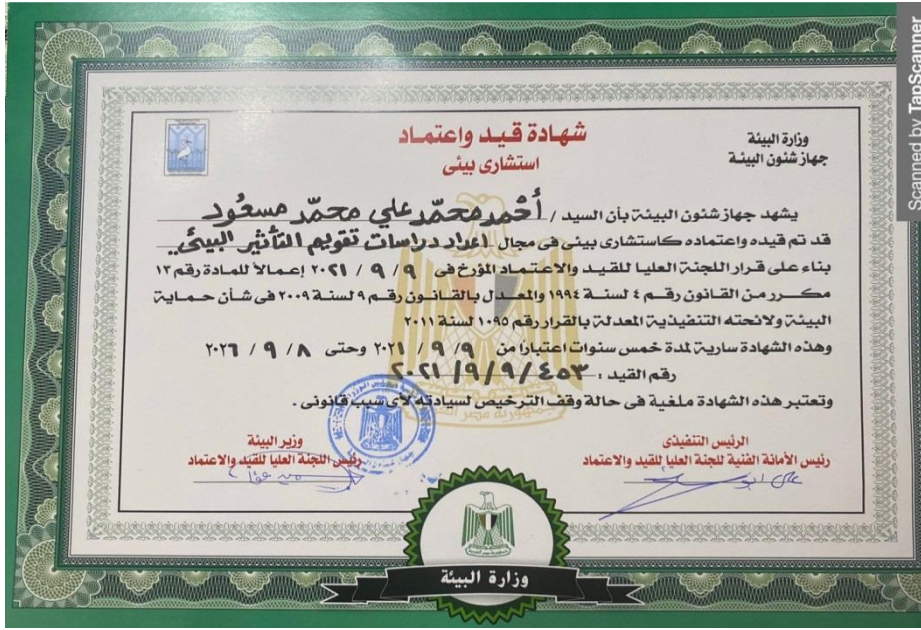 وزارة البيئة
جهاز شئون البيئة
شهادة قيد واعتماد
استشارى بيئى
يشهد جهاز شئون البيئة بأن السيد / أحمد محمد علي محمد مسعود
قد تم قيده واعتماده كاستشارى بيئى فى مجال اعداد دراسات تقويم التأثير البيئي
بناء على قرار اللجنة العليا للقيد والاعتماد المؤرخ فى ٩ / ٩ / ٢٠٢١ إعمالاً للمادة رقم ١٣
مكرر من القانون رقم ٤ لسنة ١٩٩٤ والمعدل بالقانون رقم ٩ لسنة ٢٠٠٩ فى شأن حماية
البيئة ولائحته التنفيذية المعدلة بالقرار رقم ١٠٩٥ لسنة ٢٠١١
وهذه الشهادة سارية لمدة خمس سنوات اعتبارا من ٩ / ٩ / ٢٠٢١ وحتى ٨ / ٩ / ٢٠٢٦
رقم القيد : ٤٥٣ / ٩ / ٩ / ٢٠٢١
وتعتبر هذه الشهادة ملغية فى حالة وقف الترخيص لسيادته لأى سبب قانونى .
الرئيس التنفيذى
رئيس الأمانة الفنية للجنة العليا للقيد والاعتماد
وزير البيئة
رئيس اللجنة العليا للقيد والاعتماد
جمهورية مصر العربية
وزارة البيئة
Scanned by TapScanner